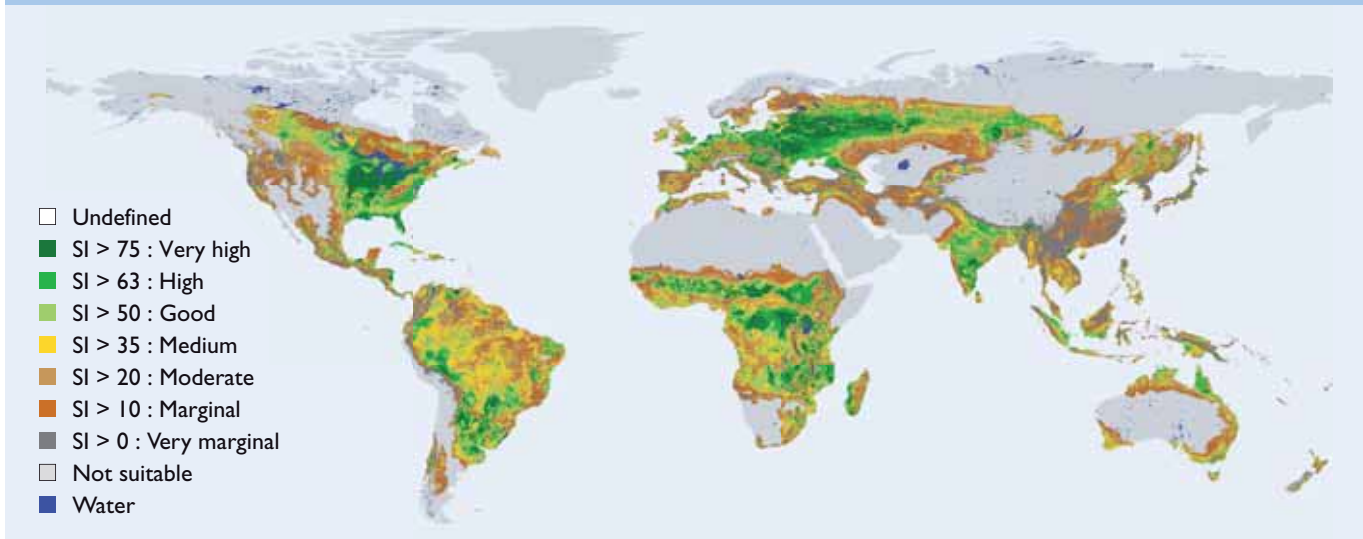 Undefined
SI > 75 : Very high
SI > 63 : High
SI > 50 : Good
SI > 35 : Medium
SI > 20 : Moderate
SI > 10 : Marginal
SI > 0 : Very marginal
Not suitable
Water